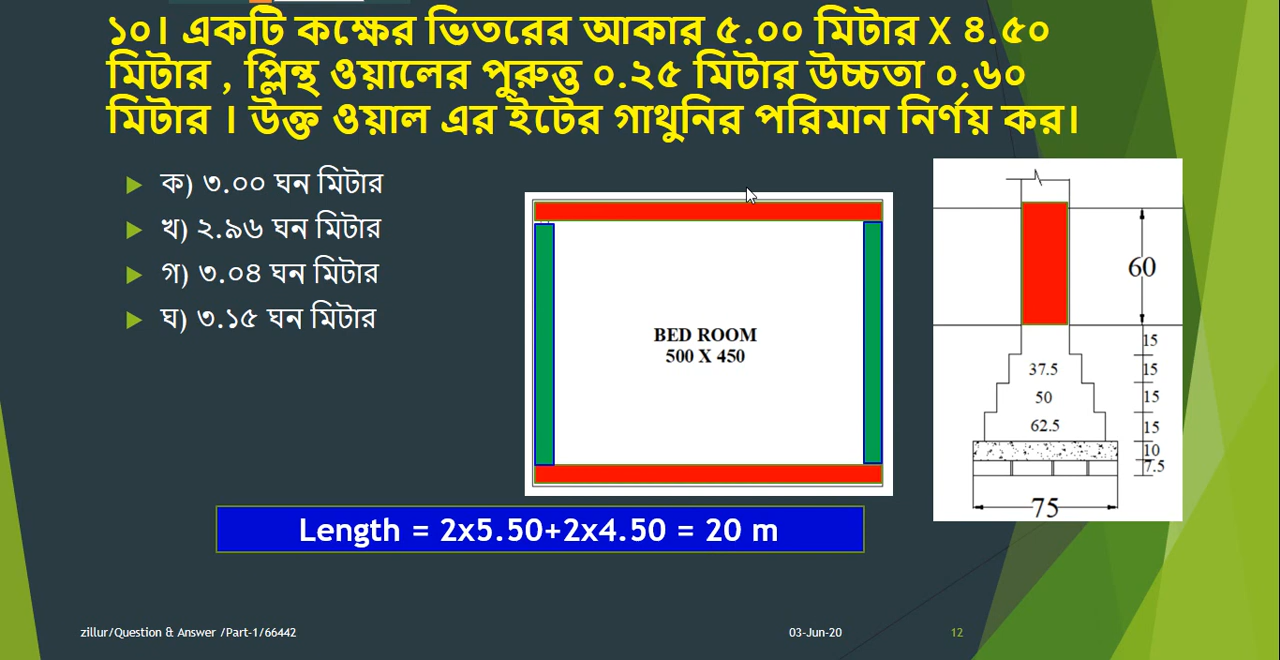 ১০। একটি কক্ষের ভিতরের আকার ৫.০০ মিটার X ৪.৫০
মিটার , প্লিন্থ ওয়ালের পুরুত্ত ০.২৫ মিটার উচ্চতা ০.৬০
মিটার । উক্ত ওয়াল এর ইটের গাথুনির পরিমান নির্ণয় কর।
ক) ৩.০০ ঘন মিটার
খ) ২.৯৬ ঘন মিটার
গ) ৩.০৪ ঘন মিটার
ঘ) ৩.১৫ ঘন মিটার
BED ROOM
500 X 450
60
15
37.5
15
50
15
62.5
15
10
7.5
75
Length = 2x5.50+2x4.50 = 20 m
zillur/Question & Answer /Part-1/66442
03-Jun-20
12